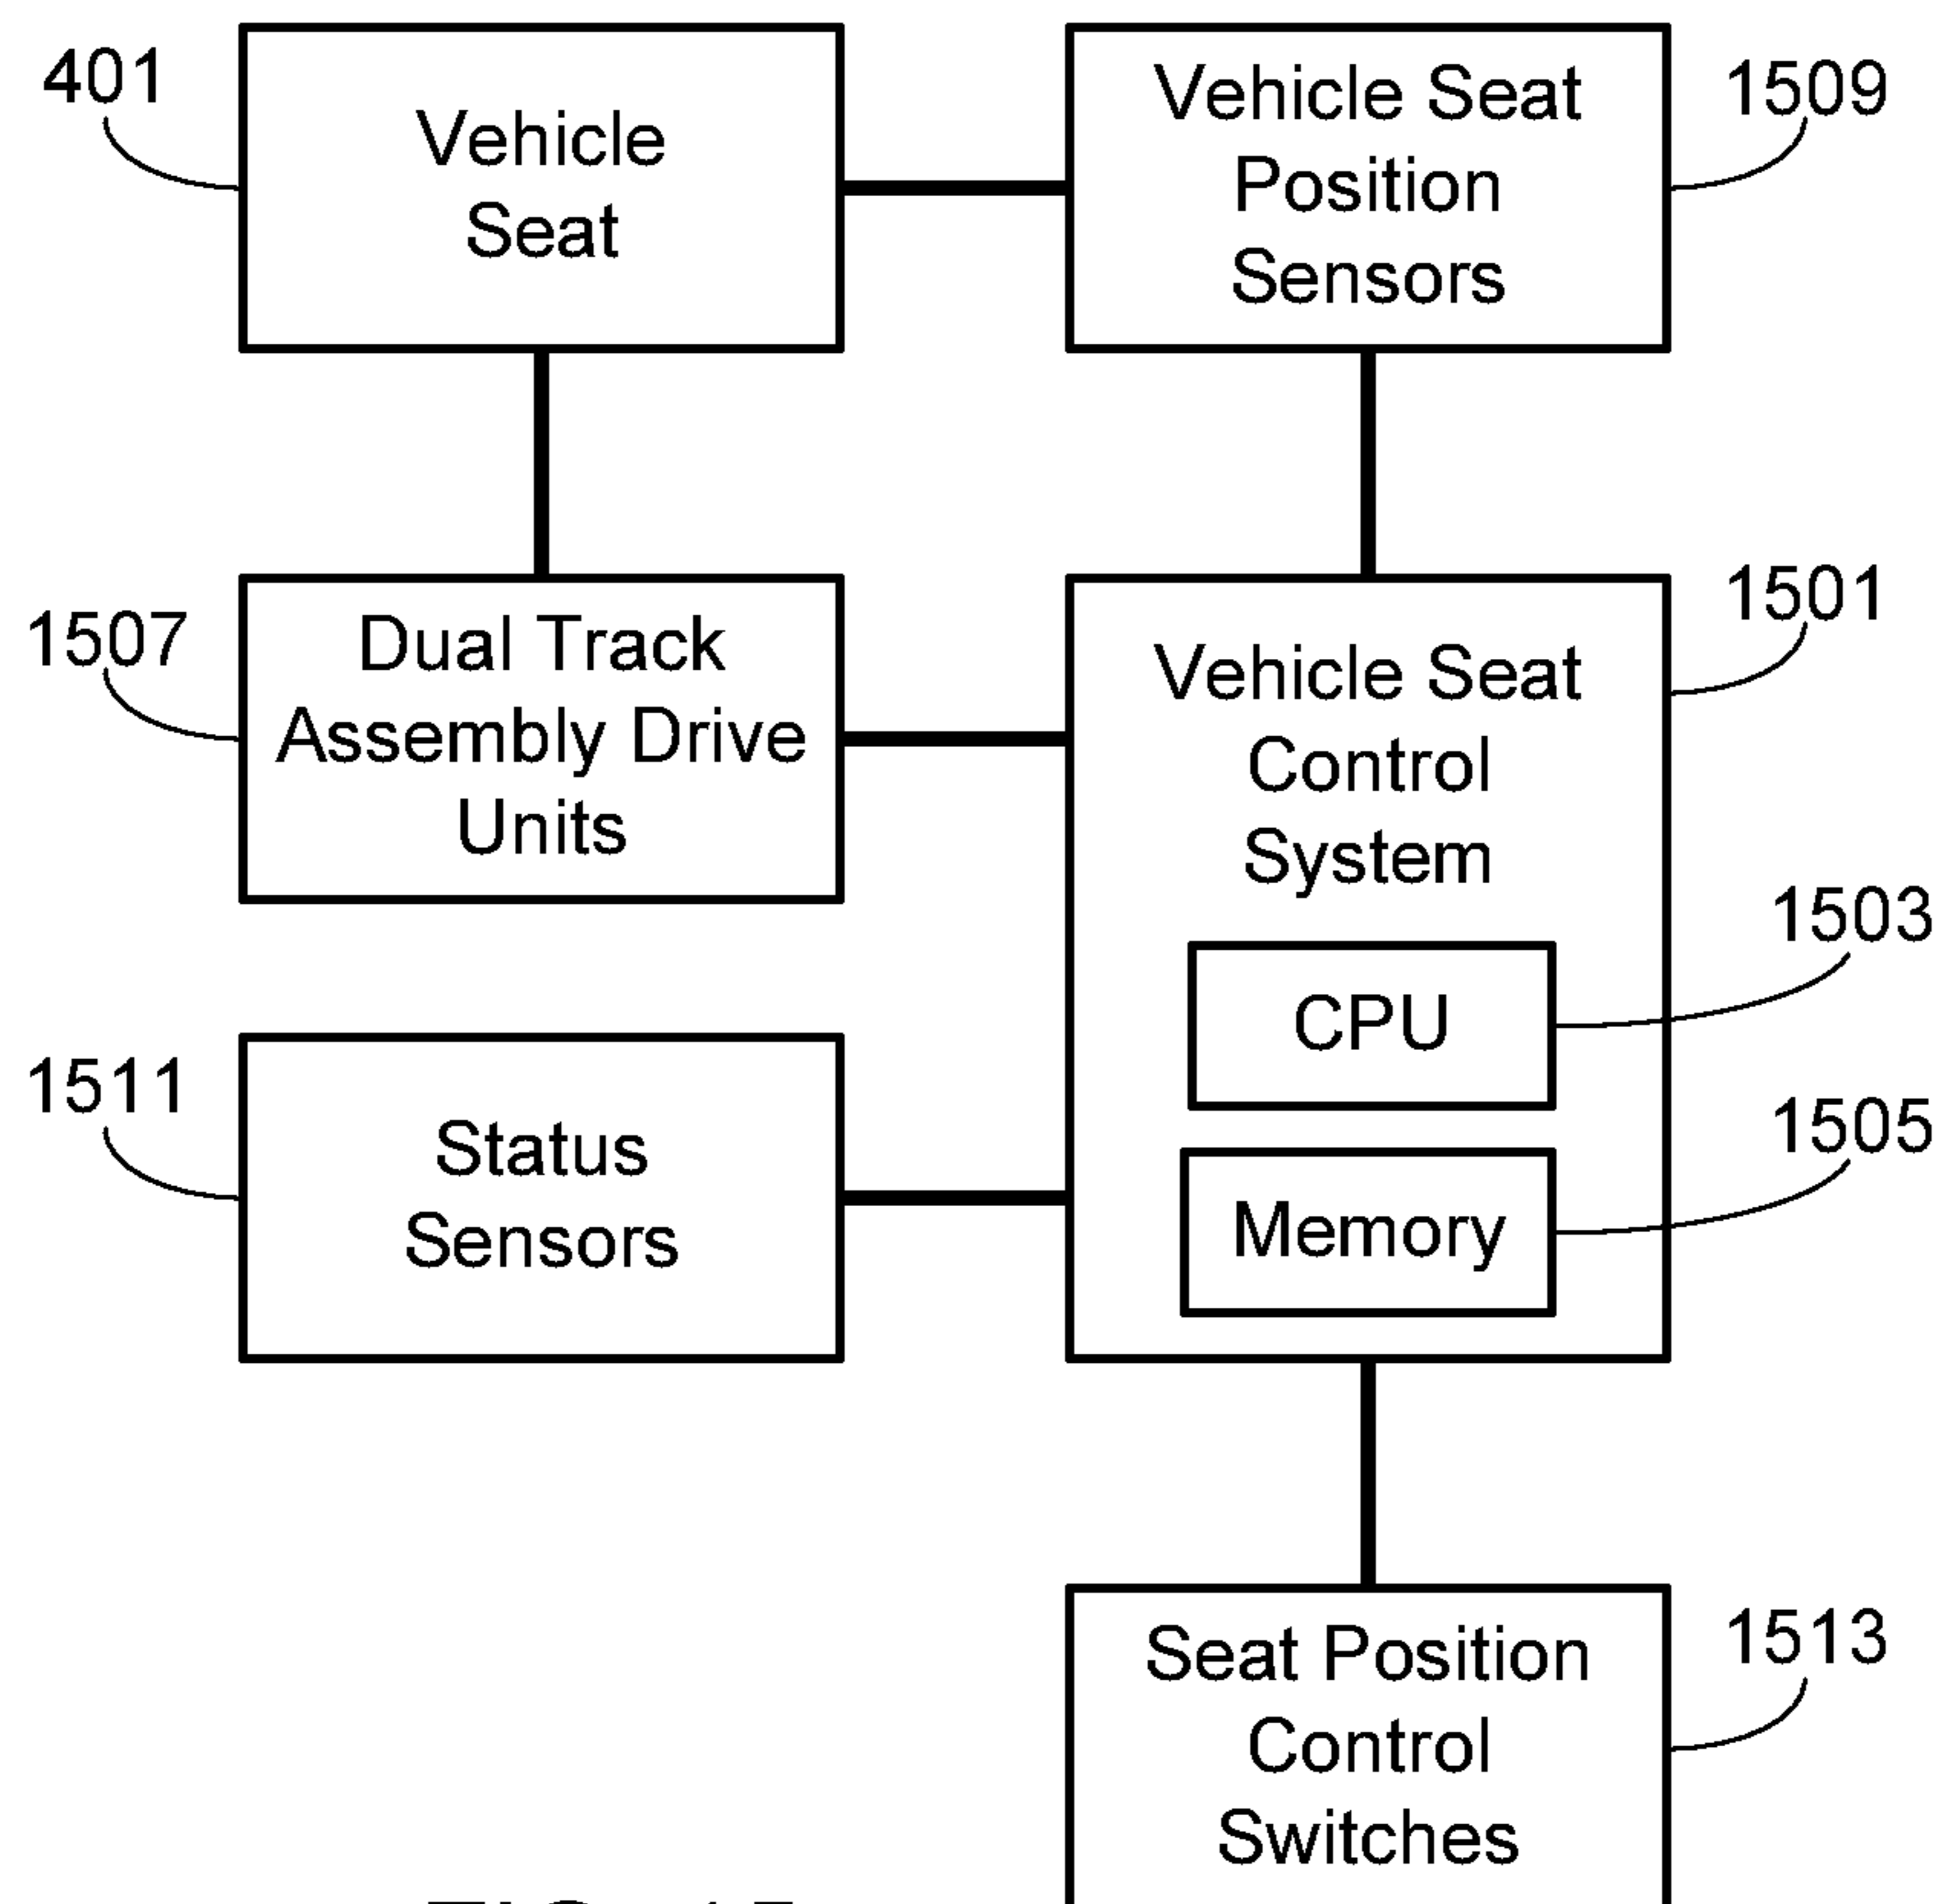 401
Vehicle
Seat
Vehicle Seat
Position
Sensors
1509
1507
Dual Track
Assembly Drive
Units
Vehicle Seat
Control
System
1501
CPU
1503
Memory
1505
1511
Status
Sensors
Seat Position
Control
Switches
1513